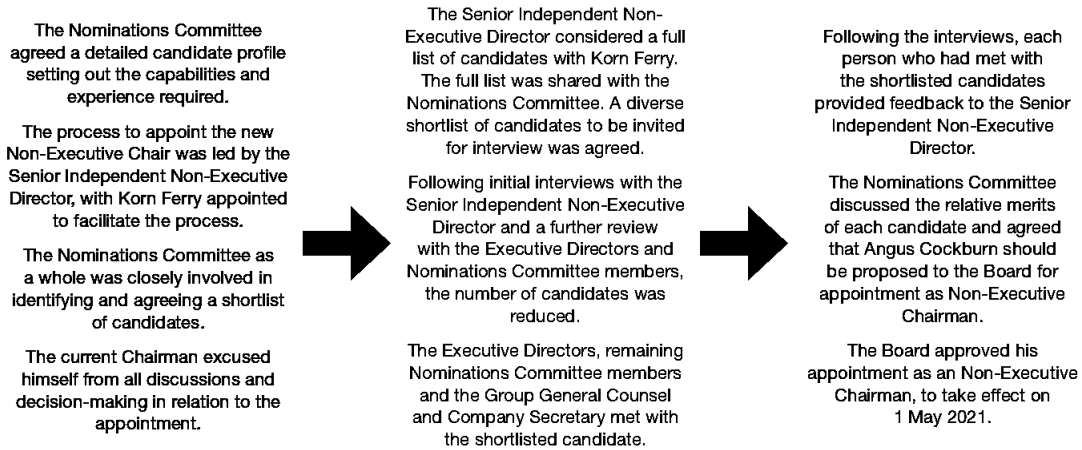 The Nominations Committee
agreed a detailed candidate profile
setting out the capabilities and
experience required.
The process to appoint the new
Non-Executive Chair was led by the
Senior Independent Non-Executive
Director, with Korn Ferry appointed
to facilitate the process.
The Nominations Committee as
a whole was closely involved in
identifying and agreeing a shortlist
of candidates.
The current Chairman excused
himself from all discussions and
decision-making in relation to the
appointment.
The Senior Independent Non-
Executive Director considered a full
list of candidates with Korn Ferry.
The full list was shared with the
Nominations Committee. A diverse
shortlist of candidates to be invited
for interview was agreed.
Following initial interviews with the
Senior Independent Non-Executive
Director and a further review
with the Executive Directors and
Nominations Committee members,
the number of candidates was
reduced.
The Executive Directors, remaining
Nominations Committee members
and the Group General Counsel
and Company Secretary met with
the shortlisted candidate.
Following the interviews, each
person who had met with
the shortlisted candidates
provided feedback to the Senior
Independent Non-Executive
Director.
The Nominations Committee
discussed the relative merits
of each candidate and agreed
that Angus Cockburn should
be proposed to the Board for
appointment as Non-Executive
Chairman.
The Board approved his
appointment as an Non-Executive
Chairman, to take effect on
1 May 2021.